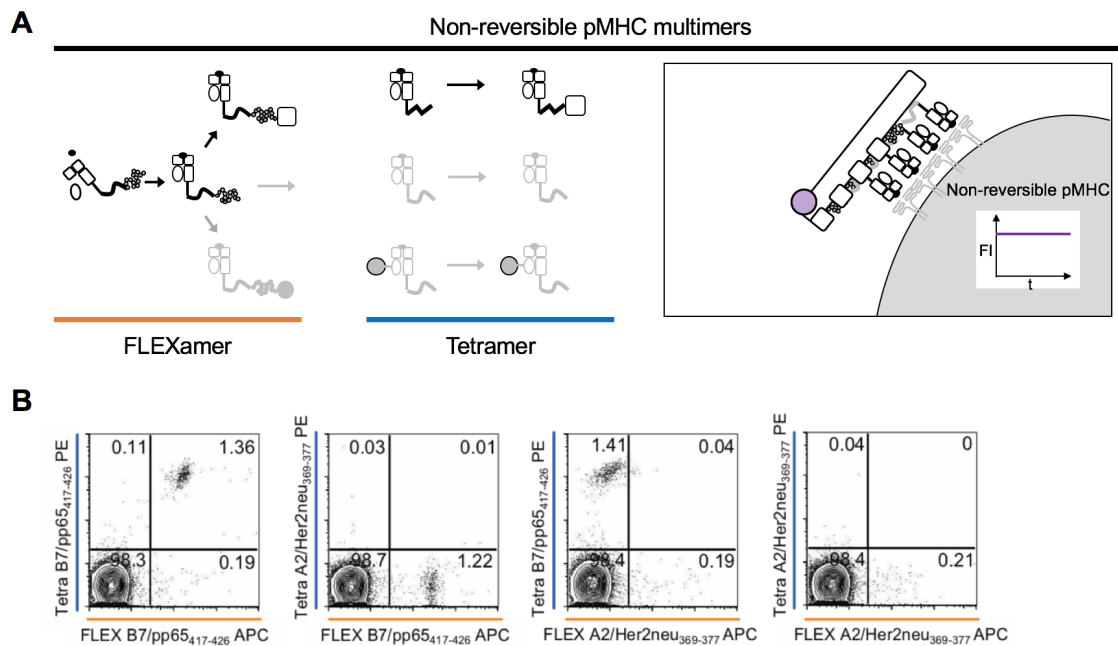 A
Non-reversible pMHC multimers
Non-reversible pMHC
FI
t
FLEXamer
Tetramer
B
Tetra B7/pp65417-426 PE
0.11
1.36
98.3
0.19
FLEX B7/pp65417-426 APC
Tetra A2/Her2neu369-377 PE
0.03
0.01
98.7
1.22
FLEX B7/pp65417-426 APC
Tetra B7/pp65417-426 PE
1.41
0.04
98.4
0.19
FLEX A2/Her2neu369-377 APC
Tetra A2/Her2neu369-377 PE
0.04
0
98.4
0.21
FLEX A2/Her2neu369-377 APC